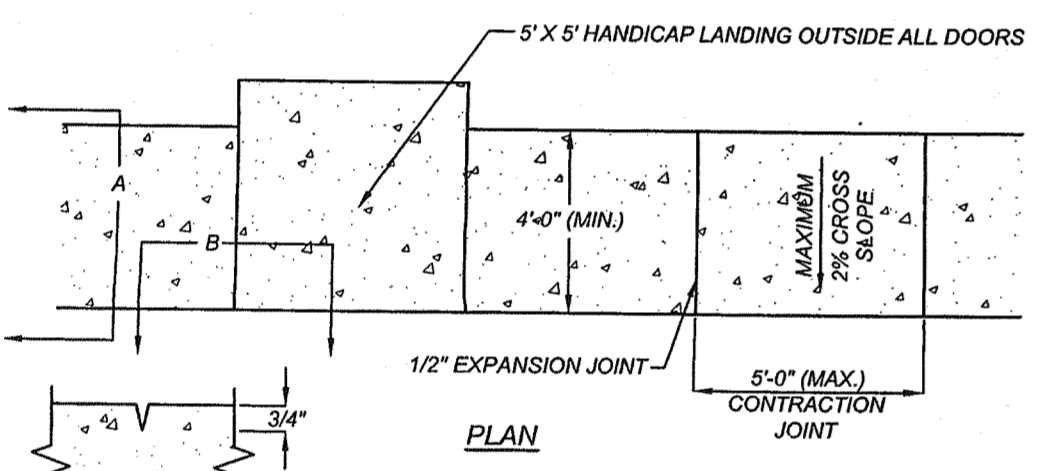 5' X 5' HANDICAP LANDING OUTSIDE ALL DOORS
A
B
4'-0" (MIN.)
MAXIMUM
2% CROSS
SLOPE
1/2" EXPANSION JOINT
5'-0" (MAX.)
CONTRACTION
JOINT
3/4"
PLAN